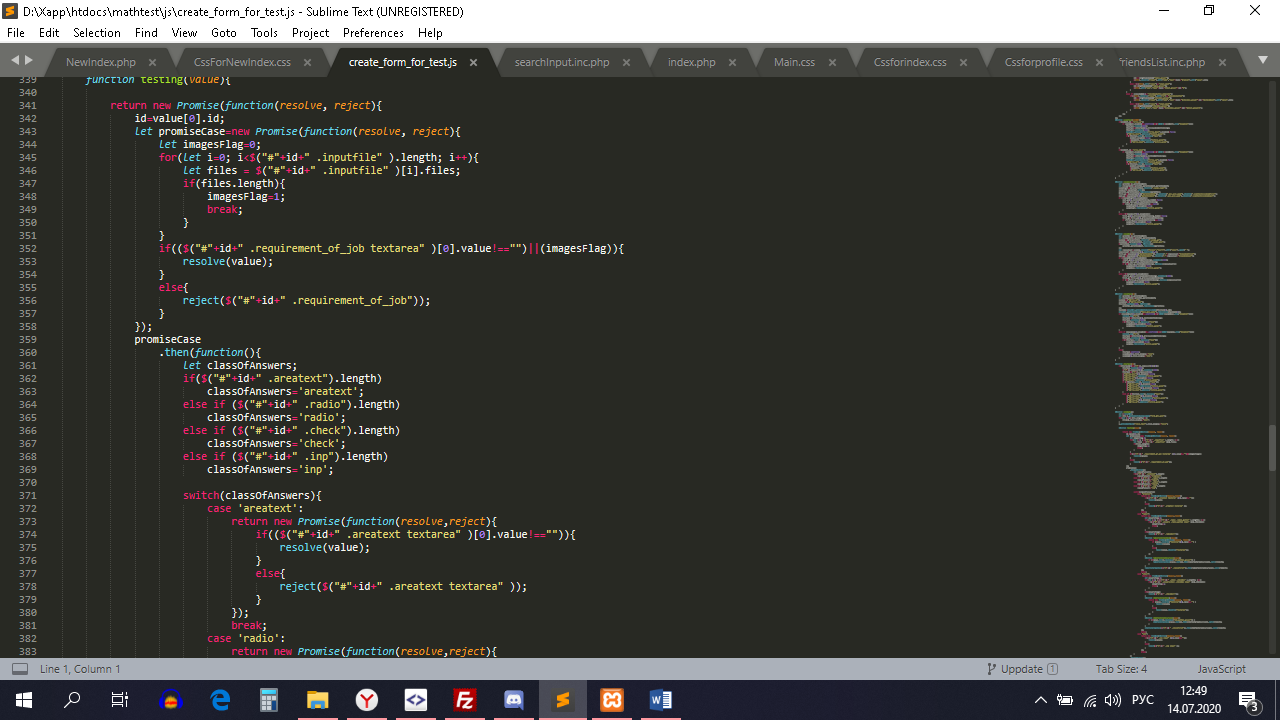 D:\Xapp\htdocs\mathtest\js\create_form_for_test.js - Sublime Text (UNREGISTERED)
File Edit Selection Find View Goto Tools Project Preferences Help
NewIndex.php CssForNewIndex.css create_form_for_test.js searchInput.inc.php index.php Main.css Cssforindex.css Cssforprofile.css friendsList.inc.php
339 function testing(value){
340
341 return new Promise(function(resolve, reject){
342 id=value[0].id;
343 let promiseCase=new Promise(function(resolve, reject){
344 let imagesFlag=0;
345 for(let i=0; i<$("#"+id+" .inputfile" ).length; i++){
346 let files = $("#"+id+" .inputfile" )[i].files;
347 if(files.length){
348 imagesFlag=1;
349 break;
350 }
351 }
352 if(($("#"+id+" .requirement_of_job textarea" )[0].value!=="")||(imagesFlag)){
353 resolve(value);
354 }
355 else{
356 reject($("#"+id+" .requirement_of_job"));
357 }
358 });
359 promiseCase
360 .then(function(){
361 let classOfAnswers;
362 if($("#"+id+" .areatext").length)
363 classOfAnswers='areatext';
364 else if ($("#"+id+" .radio").length)
365 classOfAnswers='radio';
366 else if ($("#"+id+" .check").length)
367 classOfAnswers='check';
368 else if ($("#"+id+" .inp").length)
369 classOfAnswers='inp';
370
371 switch(classOfAnswers){
372 case 'areatext':
373 return new Promise(function(resolve,reject){
374 if(($("#"+id+" .areatext textarea" )[0].value!=="")){
375 resolve(value);
376 }
377 else{
378 reject($("#"+id+" .areatext textarea" ));
379 }
380 });
381 break;
382 case 'radio':
383 return new Promise(function(resolve,reject){
Line 1, Column 1 Update 1 Tab Size: 4 JavaScript
РУС 12:49
14.07.2020 3